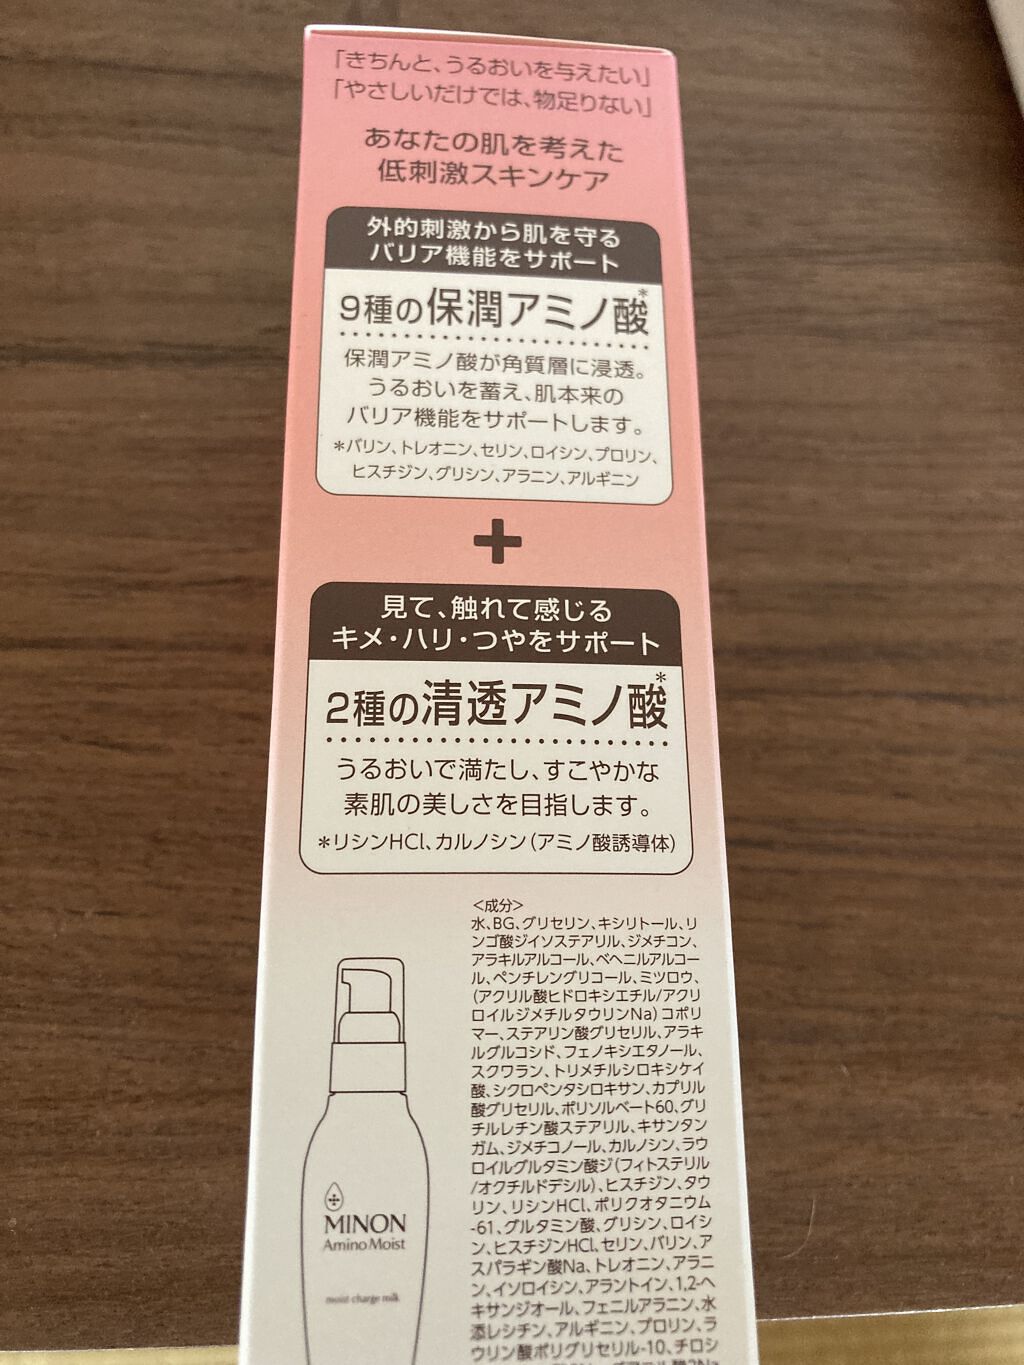 「きちんと、うるおいを与えたい」
「やさしいだけでは、物足りない」
あなたの肌を考えた
低刺激スキンケア
外的刺激から肌を守る
バリア機能をサポート
9種の保潤アミノ酸*
保潤アミノ酸が角質層に浸透。
うるおいを蓄え、肌本来の
バリア機能をサポートします。
*バリン、トレオニン、セリン、ロイシン、プロリン、
ヒスチジン、グリシン、アラニン、アルギニン
+
見て、触れて感じる
キメ・ハリ・つやをサポート
2種の清透アミノ酸*
うるおいで満たし、すこやかな
素肌の美しさを目指します。
*リシンHCl、カルノシン(アミノ酸誘導体)
<成分>
水、BG、グリセリン、キシリトール、リ
ンゴ酸ジイソステアリル、ジメチコン、
アラキルアルコール、ベヘニルアルコー
ル、ペンチレングリコール、ミツロウ、
(アクリル酸ヒドロキシエチル/アクリ
ロイルジメチルタウリンNa)コポリ
マー、ステアリン酸グリセリル、アラキ
ルグルコシド、フェノキシエタノール、
スクワラン、トリメチルシロキシケイ
酸、シクロペンタシロキサン、カプリル
酸グリセリル、ポリソルベート60、グリ
チルレチン酸ステアリル、キサンタン
ガム、ジメチコノール、カルノシン、ラウ
ロイルグルタミン酸ジ(フィトステリル
/オクチルドデシル)、ヒスチジン、タウ
リン、リシンHCl、ポリクオタニウム
-61、グルタミン酸、グリシン、ロイシ
ン、ヒスチジンHCl、セリン、バリン、ア
スパラギン酸Na、トレオニン、アラニ
ン、イソロイシン、アラントイン、1,2-ヘ
キサンジオール、フェニルアラニン、水
添レシチン、アルギニン、プロリン、ラ
ウリン酸ポリグリセリル-10、チロシ
MINON
Amino Moist
moist charge milk